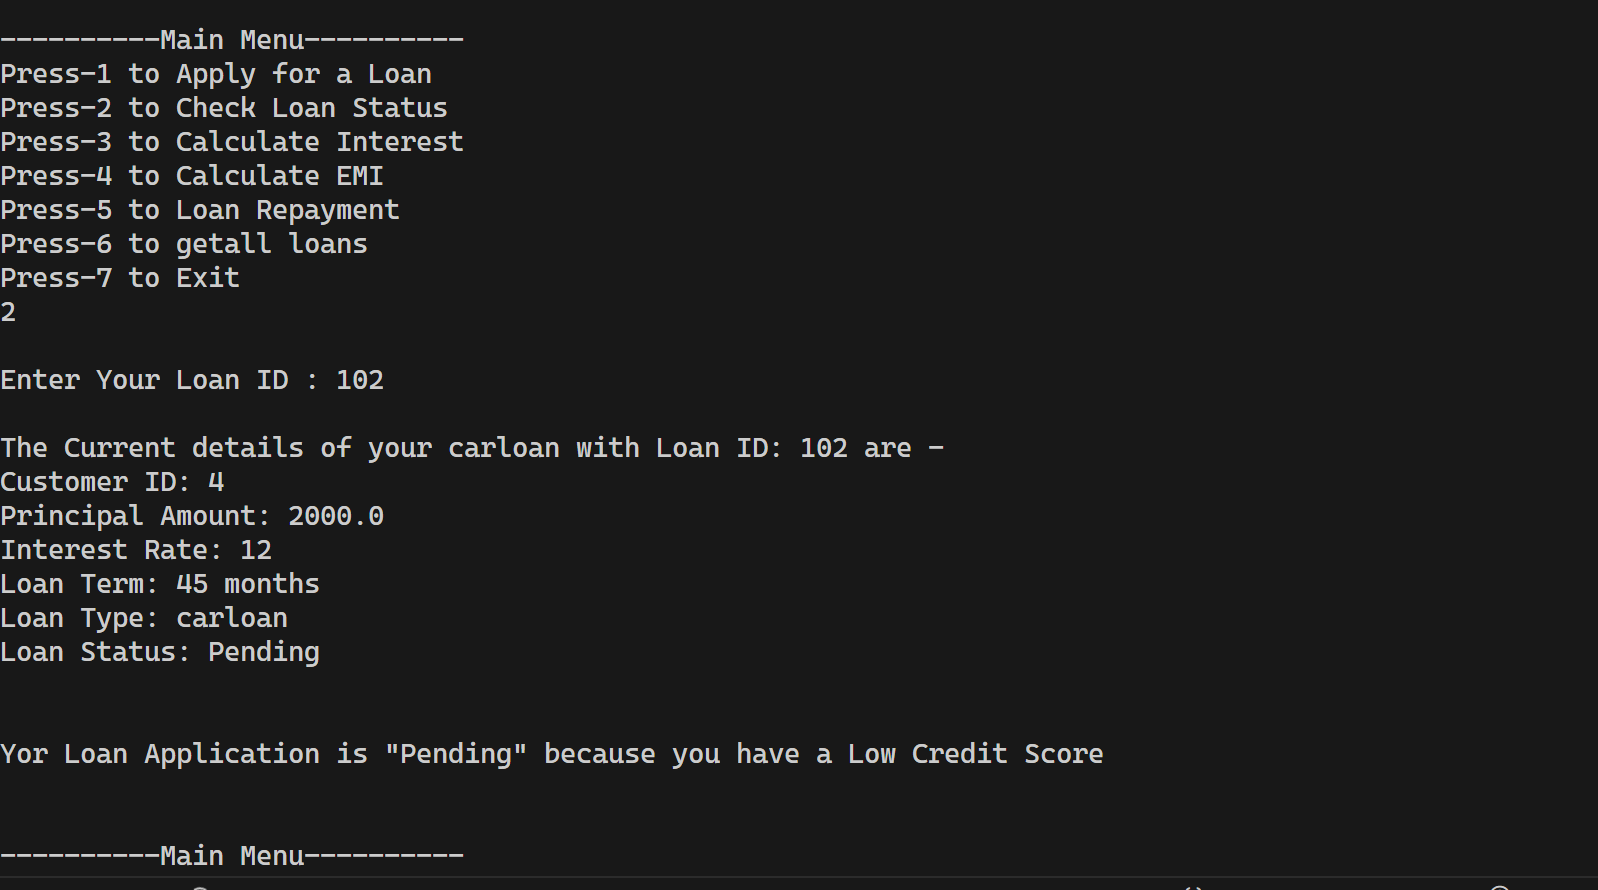 ----------Main Menu----------
Press-1 to Apply for a Loan
Press-2 to Check Loan Status
Press-3 to Calculate Interest
Press-4 to Calculate EMI
Press-5 to Loan Repayment
Press-6 to getall loans
Press-7 to Exit
2
Enter Your Loan ID : 102
The Current details of your carloan with Loan ID: 102 are -
Customer ID: 4
Principal Amount: 2000.0
Interest Rate: 12
Loan Term: 45 months
Loan Type: carloan
Loan Status: Pending
Yor Loan Application is "Pending" because you have a Low Credit Score
----------Main Menu----------